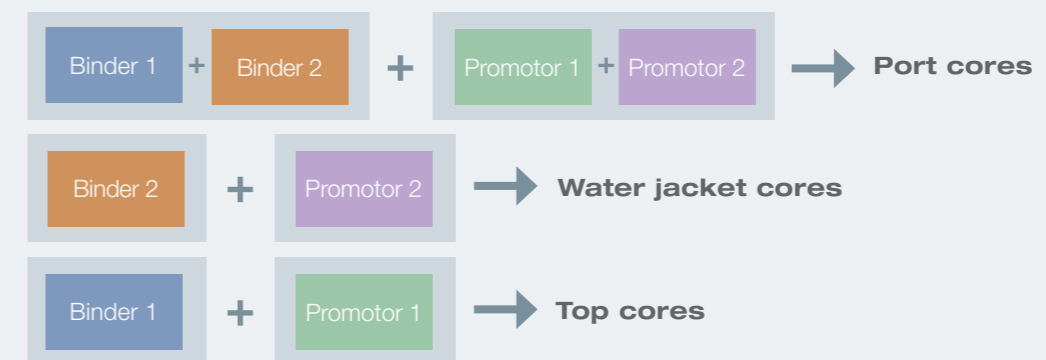 Binder 1 + Binder 2 + Promotor 1 + Promotor 2 Port cores
Binder 2 + Promotor 2 Water jacket cores
Binder 1 + Promotor 1 Top cores